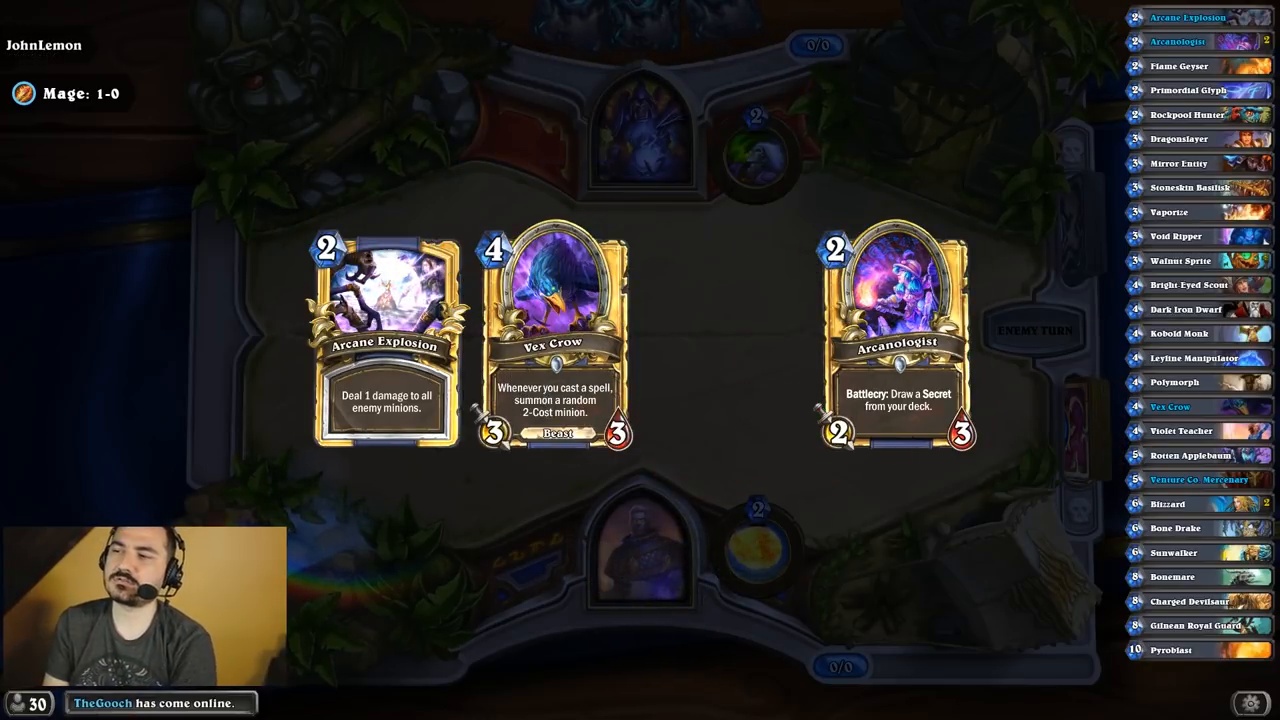 JohnLemon
Mage: 1-0
0/0
2
2
Arcane Explosion
Deal 1 damage to all
enemy minions.
4
Vex Crow
Whenever you cast a spell,
summon a random
2-Cost minion.
3
Beast
3
2
Arcanologist
Battlecry: Draw a Secret
from your deck.
2
3
ENEMY TURN
2
0/0
30
TheGooch has come online.
2 Arcane Explosion
2 Arcanologist 2
2 Flame Geyser
2 Primordial Glyph
2 Rockpool Hunter
3 Dragonslayer
3 Mirror Entity
3 Stoneskin Basilisk
3 Vaporize
3 Void Ripper
3 Walnut Sprite
4 Bright-Eyed Scout
4 Dark Iron Dwarf
4 Kobold Monk
4 Leyline Manipulator
4 Polymorph
4 Vex Crow
4 Violet Teacher
5 Rotten Applebaum
5 Venture Co. Mercenary
6 Blizzard 2
6 Bone Drake
6 Sunwalker
8 Bonemare
8 Charged Devilsaur
8 Gilnean Royal Guard
10 Pyroblast